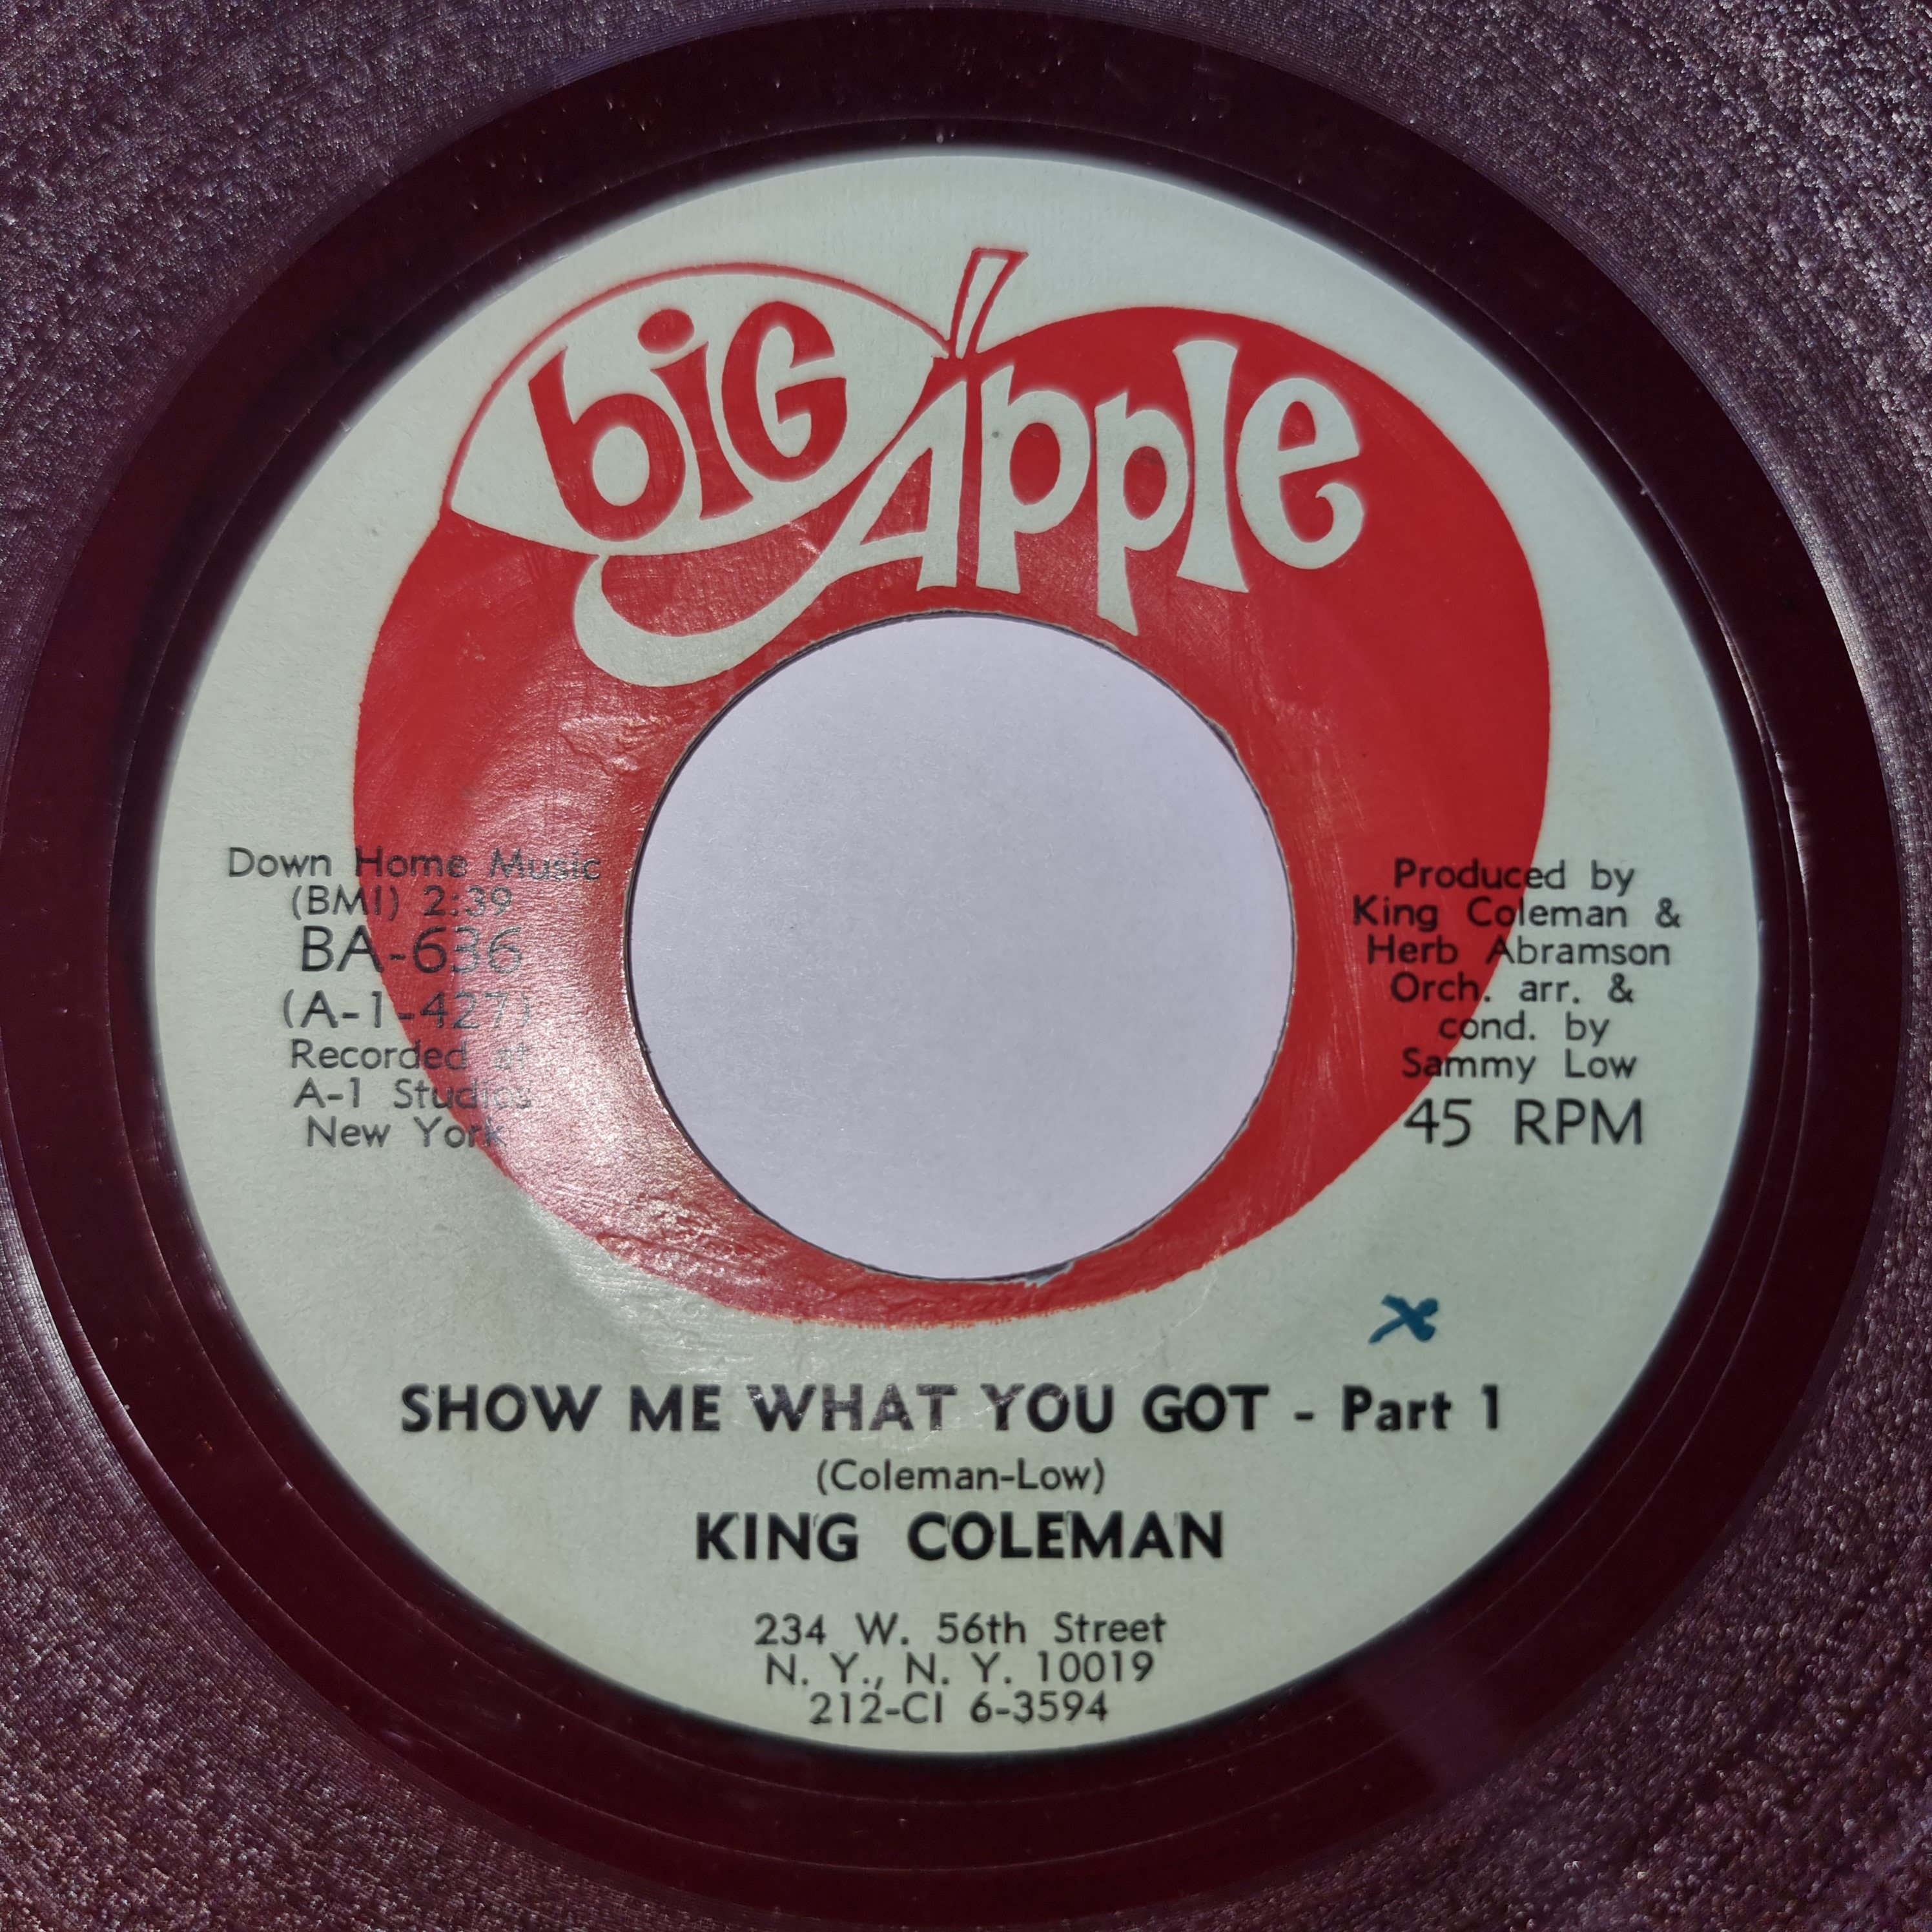 big Apple
Down Home Music
(BMI) 2:39
BA-636
(A-1-427)
Recorded at
A-1 Studios
New York
Produced by
King Coleman &
Herb Abramson
Orch. arr. &
cond. by
Sammy Low
45 RPM
x
SHOW ME WHAT YOU GOT - Part 1
(Coleman-Low)
KING COLEMAN
234 W. 56th Street
N. Y., N. Y. 10019
212-CI 6-3594